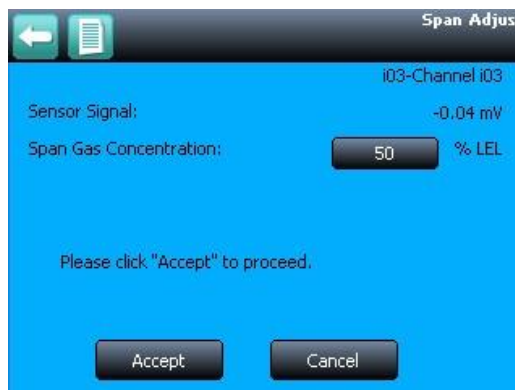 Span Adjus
i03-Channel i03
Sensor Signal: -0.04 mV
Span Gas Concentration: 50 % LEL
Please click "Accept" to proceed.
Accept Cancel